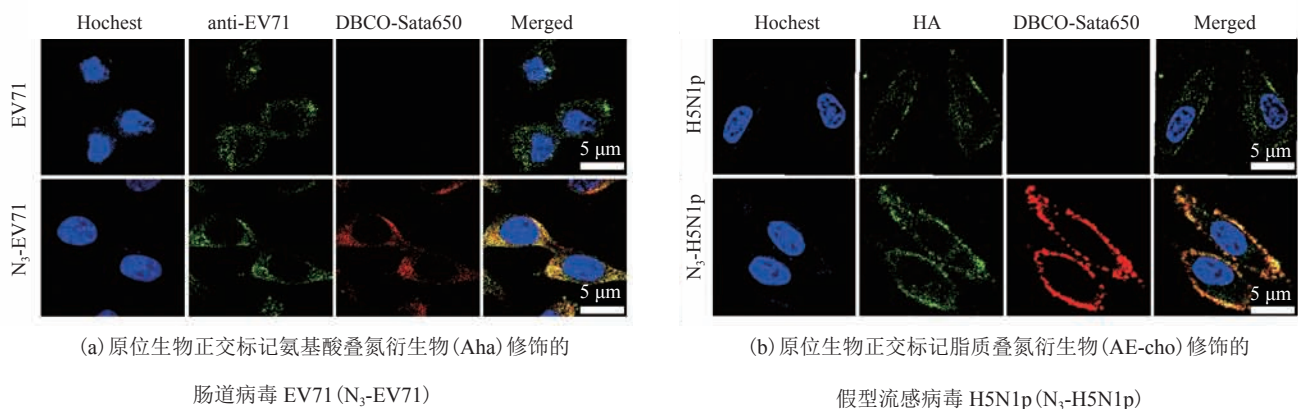 Hochest anti-EV71 DBCO-Sata650 Merged
EV71
5 μm
N₃-EV71
5 μm
(a) 原位生物正交标记氨基酸叠氮衍生物(Aha)修饰的
肠道病毒 EV71(N₃-EV71)
Hochest HA DBCO-Sata650 Merged
H5N1p
5 μm
N₃-H5N1p
5 μm
(b) 原位生物正交标记脂质叠氮衍生物(AE-cho)修饰的
假型流感病毒 H5N1p(N₃-H5N1p)